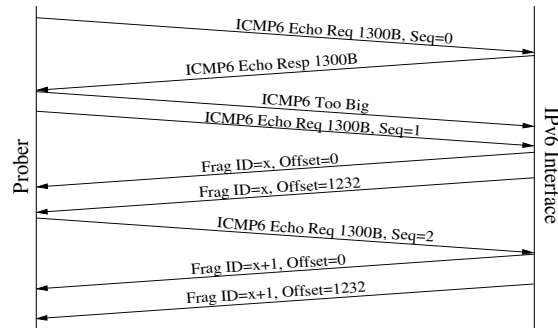 ICMP6 Echo Req 1300B, Seq=0
ICMP6 Echo Resp 1300B
ICMP6 Too Big
ICMP6 Echo Req 1300B, Seq=1
Frag ID=x, Offset=0
Frag ID=x, Offset=1232
ICMP6 Echo Req 1300B, Seq=2
Frag ID=x+1, Offset=0
Frag ID=x+1, Offset=1232
Prober
IPv6 Interface